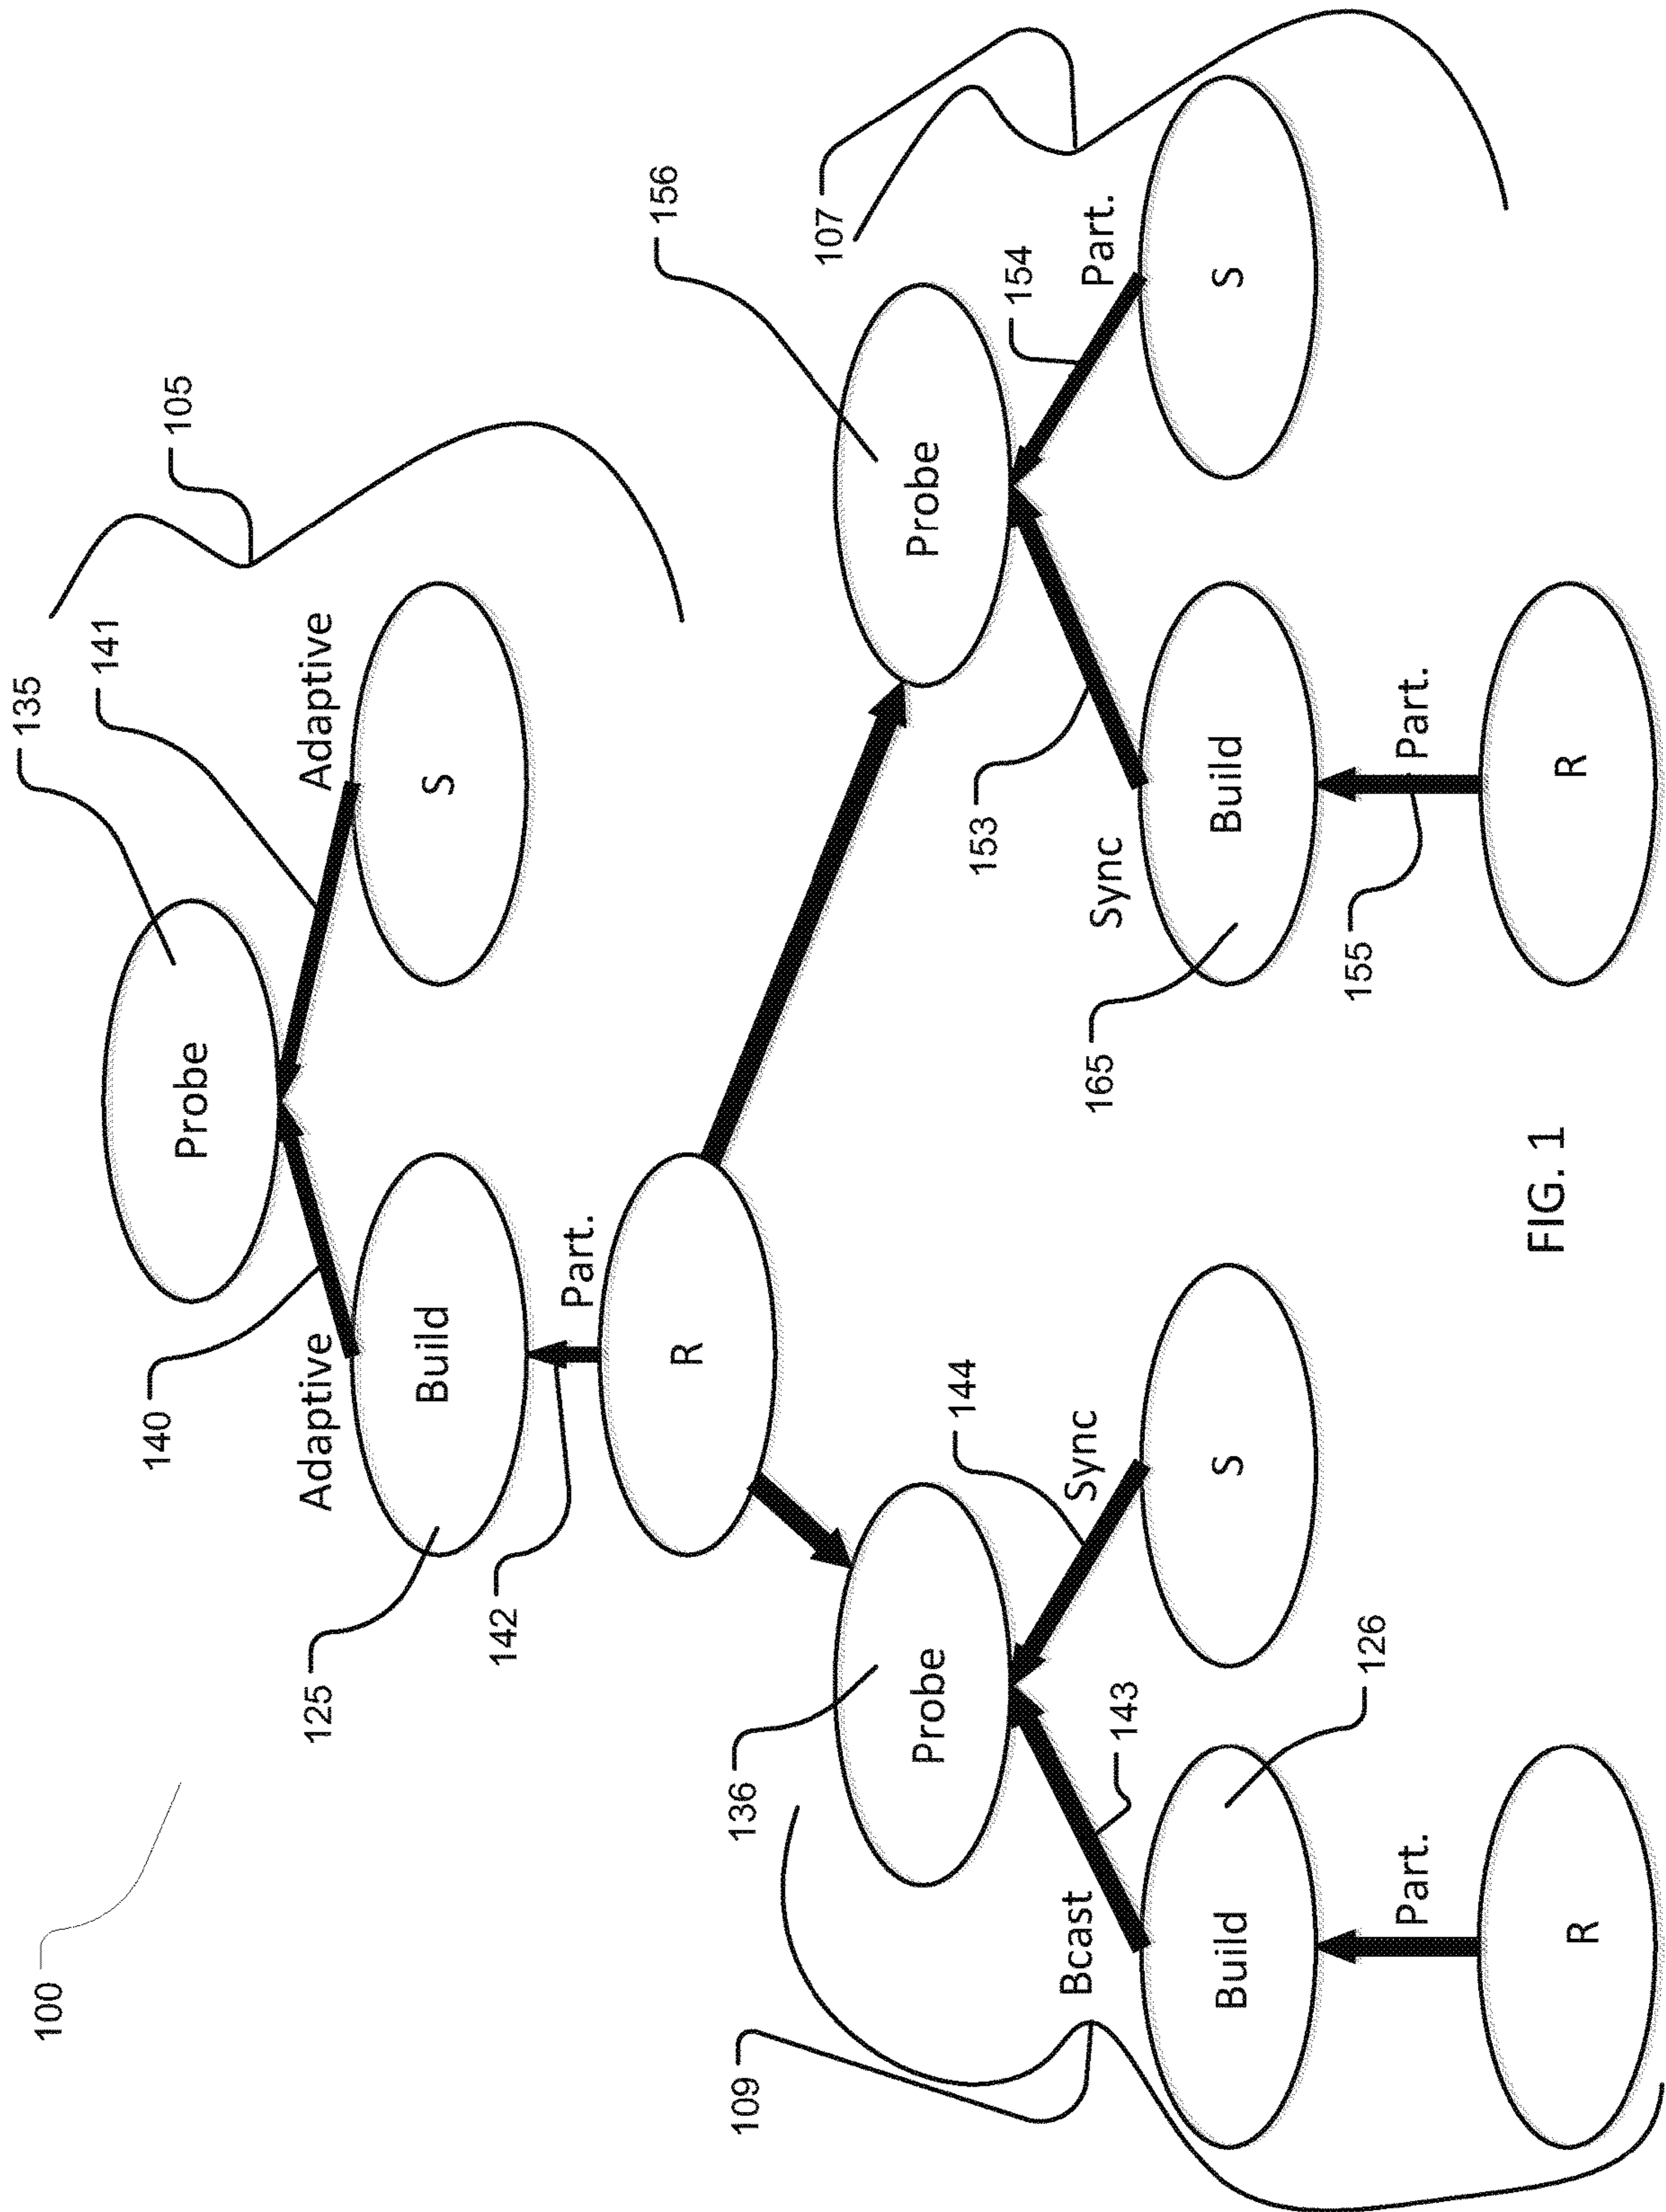 135
100
141
140
105
Probe
Adaptive
Adaptive
125
Build
S
142
Part.
156
R
109
136
107
Probe
Probe
144
153
154
Bcast
Sync
Sync
Part.
165
143
Build
S
Build
S
155
126
Part.
Part.
FIG. 1
R
R